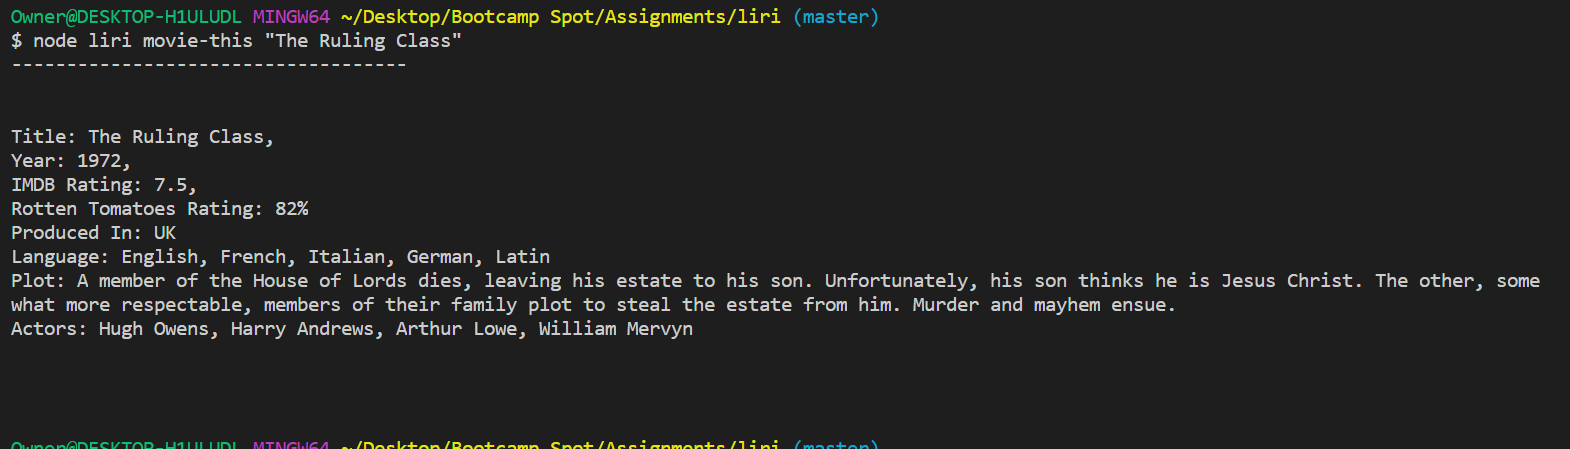 Owner@DESKTOP-H1ULUDL MINGW64 ~/Desktop/Bootcamp Spot/Assignments/liri (master)
$ node liri movie-this "The Ruling Class"
------------------------------------
Title: The Ruling Class,
Year: 1972,
IMDB Rating: 7.5,
Rotten Tomatoes Rating: 82%
Produced In: UK
Language: English, French, Italian, German, Latin
Plot: A member of the House of Lords dies, leaving his estate to his son. Unfortunately, his son thinks he is Jesus Christ. The other, some
what more respectable, members of their family plot to steal the estate from him. Murder and mayhem ensue.
Actors: Hugh Owens, Harry Andrews, Arthur Lowe, William Mervyn
Owner@DESKTOP-H1ULUDL MINGW64 ~/Desktop/Bootcamp Spot/Assignments/liri (master)